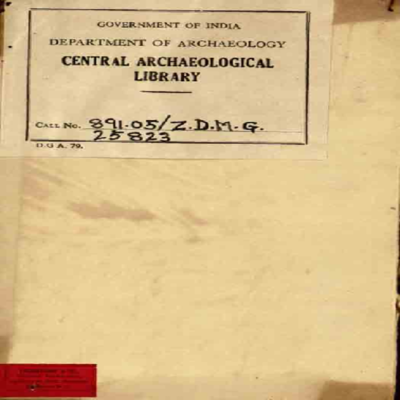 GOVERNMENT OF INDIA
DEPARTMENT OF ARCHAEOLOGY
CENTRAL ARCHAEOLOGICAL
LIBRARY
CALL No. 891.05/Z.D.M.G.
25823
D.G A. 79.